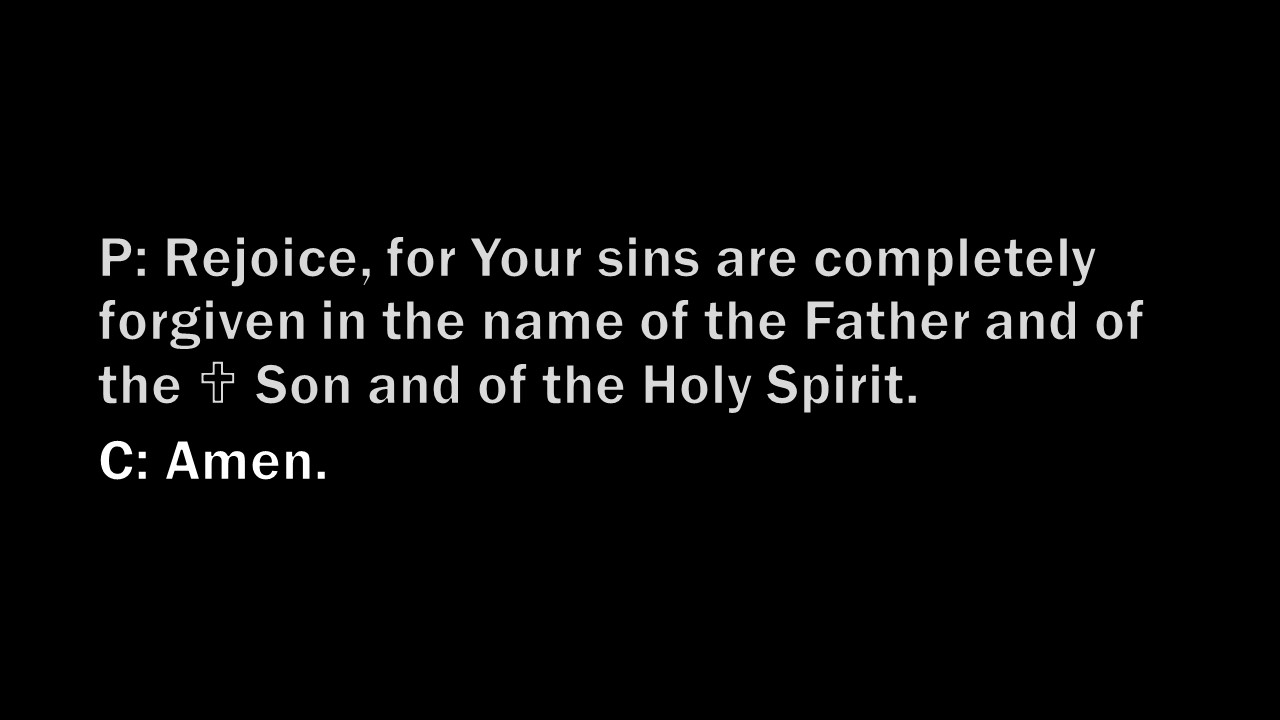 P: Rejoice, for Your sins are completely
forgiven in the name of the Father and of
the ✝ Son and of the Holy Spirit.
C: Amen.